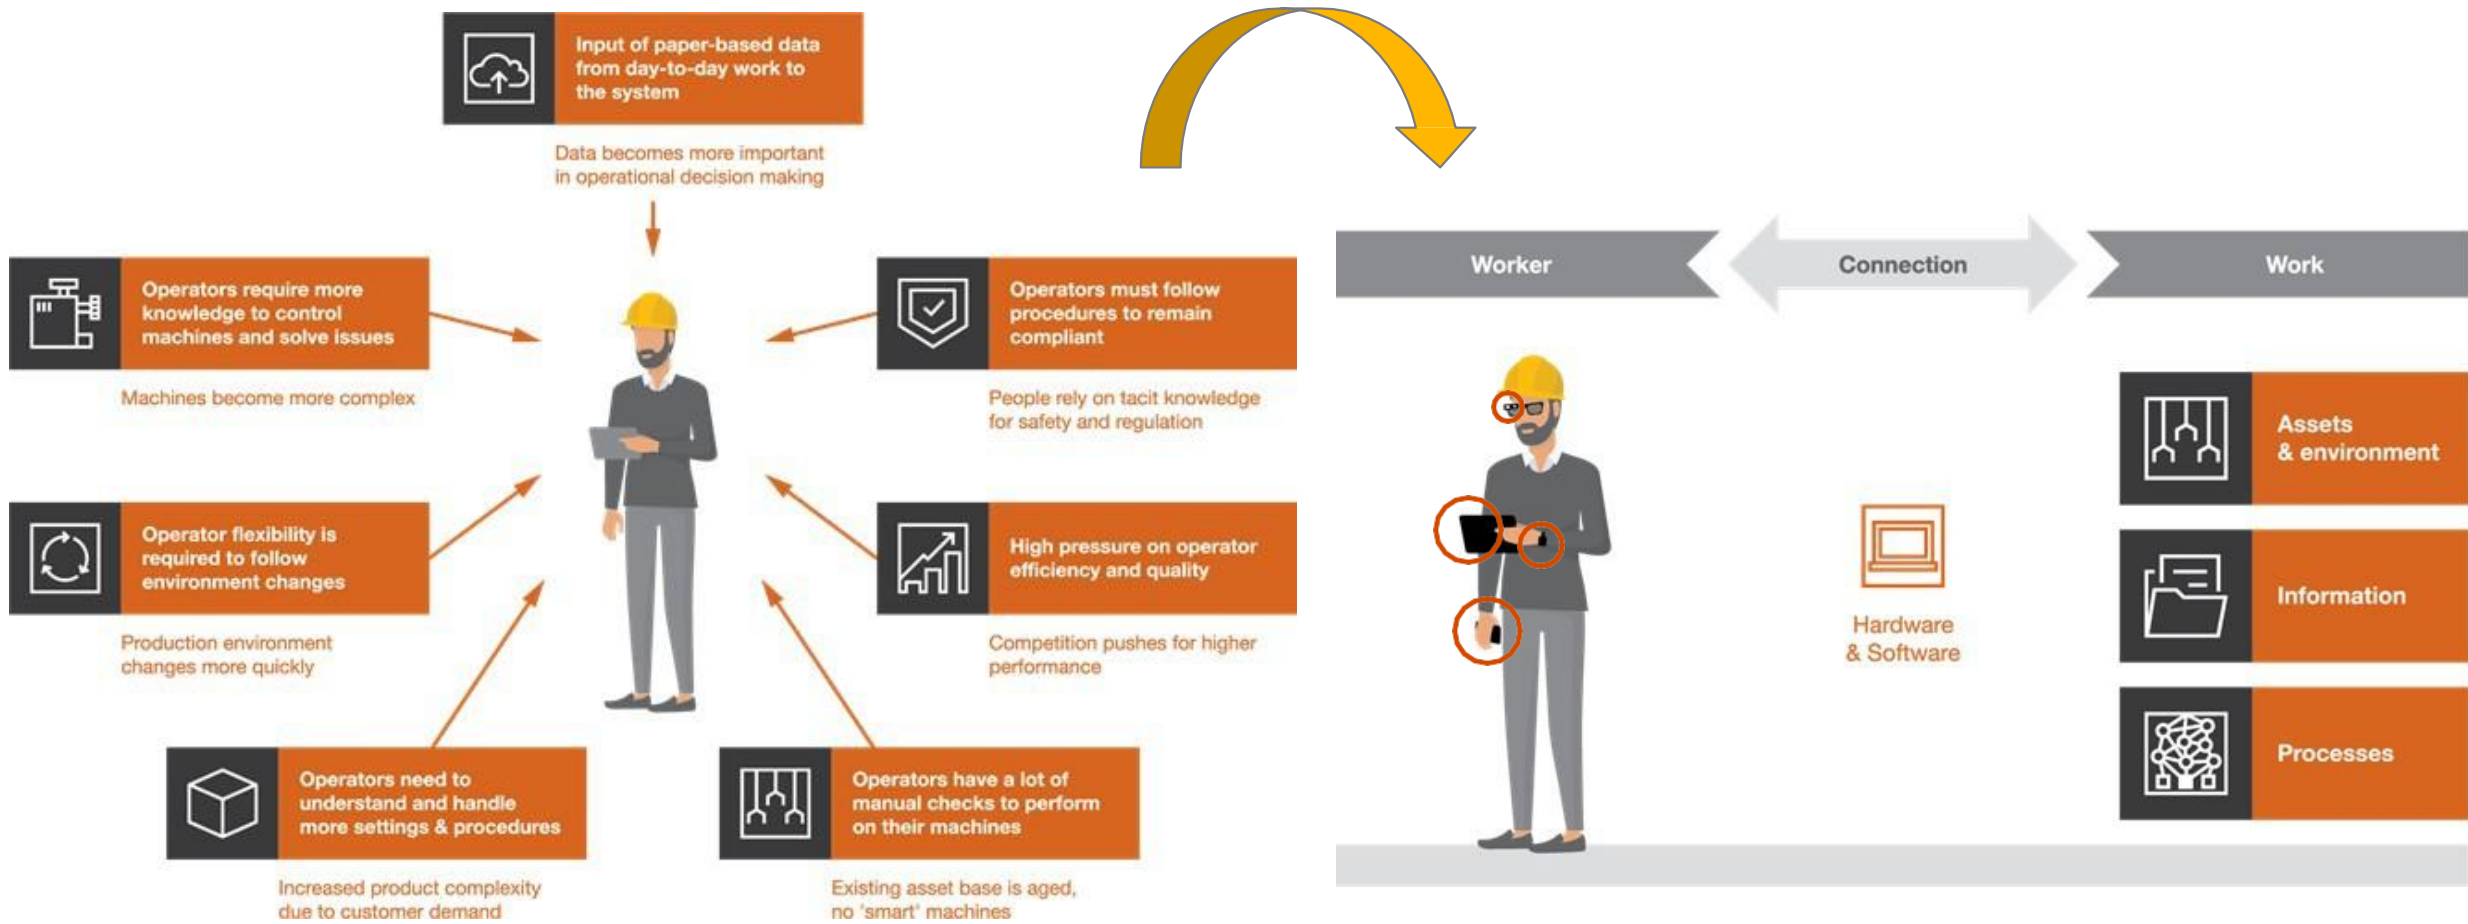 Input of paper-based data
from day-to-day work to
the system
Data becomes more important
in operational decision making
Operators require more
knowledge to control
machines and solve issues
Machines become more complex
Operators must follow
procedures to remain
compliant
People rely on tacit knowledge
for safety and regulation
Operator flexibility is
required to follow
environment changes
Production environment
changes more quickly
High pressure on operator
efficiency and quality
Competition pushes for higher
performance
Operators need to
understand and handle
more settings & procedures
Increased product complexity
due to customer demand
Operators have a lot of
manual checks to perform
on their machines
Existing asset base is aged,
no 'smart' machines
Worker
Connection
Work
Hardware
& Software
Assets
& environment
Information
Processes